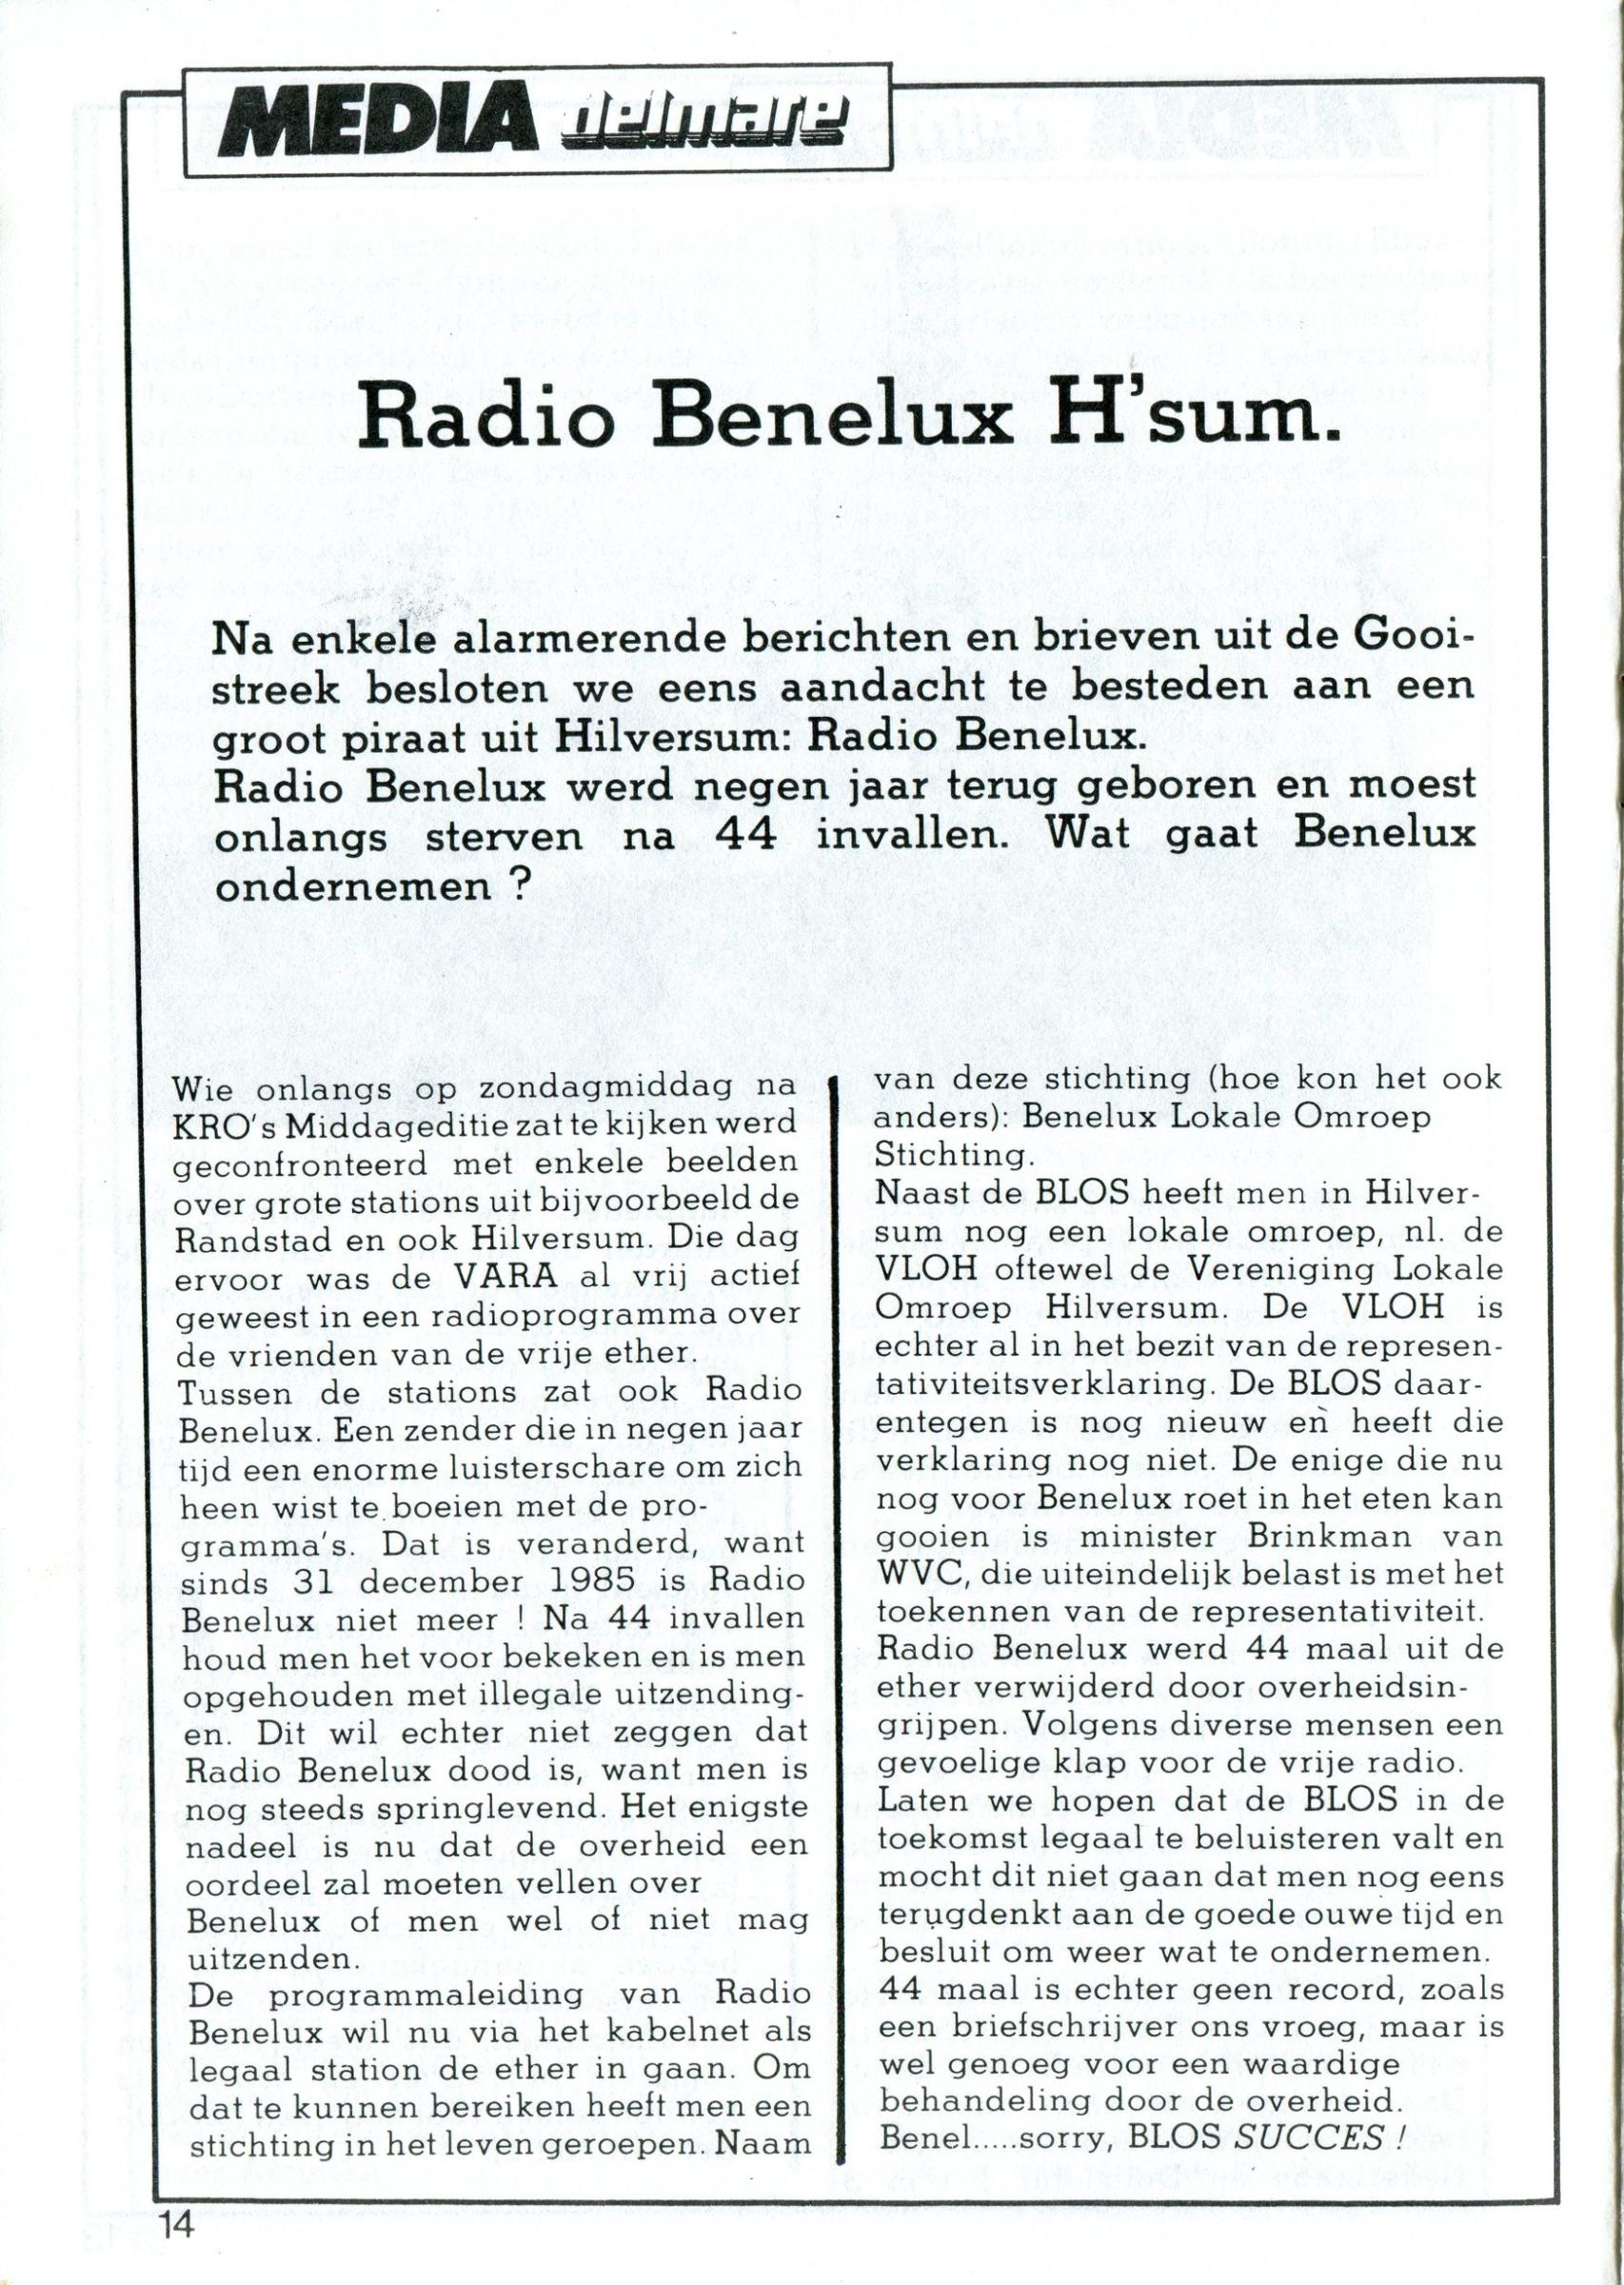 MEDIA delmare
Radio Benelux H'sum.
Na enkele alarmerende berichten en brieven uit de Gooi-
streek besloten we eens aandacht te besteden aan een
groot piraat uit Hilversum: Radio Benelux.
Radio Benelux werd negen jaar terug geboren en moest
onlangs sterven na 44 invallen. Wat gaat Benelux
ondernemen ?
Wie onlangs op zondagmiddag na
KRO's Middageditie zat te kijken werd
geconfronteerd met enkele beelden
over grote stations uit bijvoorbeeld de
Randstad en ook Hilversum. Die dag
ervoor was de VARA al vrij actief
geweest in een radioprogramma over
de vrienden van de vrije ether.
Tussen de stations zat ook Radio
Benelux. Een zender die in negen jaar
tijd een enorme luisterschare om zich
heen wist te boeien met de pro-
gramma's. Dat is veranderd, want
sinds 31 december 1985 is Radio
Benelux niet meer ! Na 44 invallen
houd men het voor bekeken en is men
opgehouden met illegale uitzending-
en. Dit wil echter niet zeggen dat
Radio Benelux dood is, want men is
nog steeds springlevend. Het enigste
nadeel is nu dat de overheid een
oordeel zal moeten vellen over
Benelux of men wel of niet mag
uitzenden.
De programmaleiding van Radio
Benelux wil nu via het kabelnet als
legaal station de ether in gaan. Om
dat te kunnen bereiken heeft men een
stichting in het leven geroepen. Naam
van deze stichting (hoe kon het ook
anders): Benelux Lokale Omroep
Stichting.
Naast de BLOS heeft men in Hilver-
sum nog een lokale omroep, nl. de
VLOH oftewel de Vereniging Lokale
Omroep Hilversum. De VLOH is
echter al in het bezit van de represen-
tativiteitsverklaring. De BLOS daar-
entegen is nog nieuw en heeft die
verklaring nog niet. De enige die nu
nog voor Benelux roet in het eten kan
gooien is minister Brinkman van
WVC, die uiteindelijk belast is met het
toekennen van de representativiteit.
Radio Benelux werd 44 maal uit de
ether verwijderd door overheidsin-
grijpen. Volgens diverse mensen een
gevoelige klap voor de vrije radio.
Laten we hopen dat de BLOS in de
toekomst legaal te beluisteren valt en
mocht dit niet gaan dat men nog eens
terugdenkt aan de goede ouwe tijd en
besluit om weer wat te ondernemen.
44 maal is echter geen record, zoals
een briefschrijver ons vroeg, maar is
wel genoeg voor een waardige
behandeling door de overheid.
Benel.....sorry, BLOS SUCCES !
14